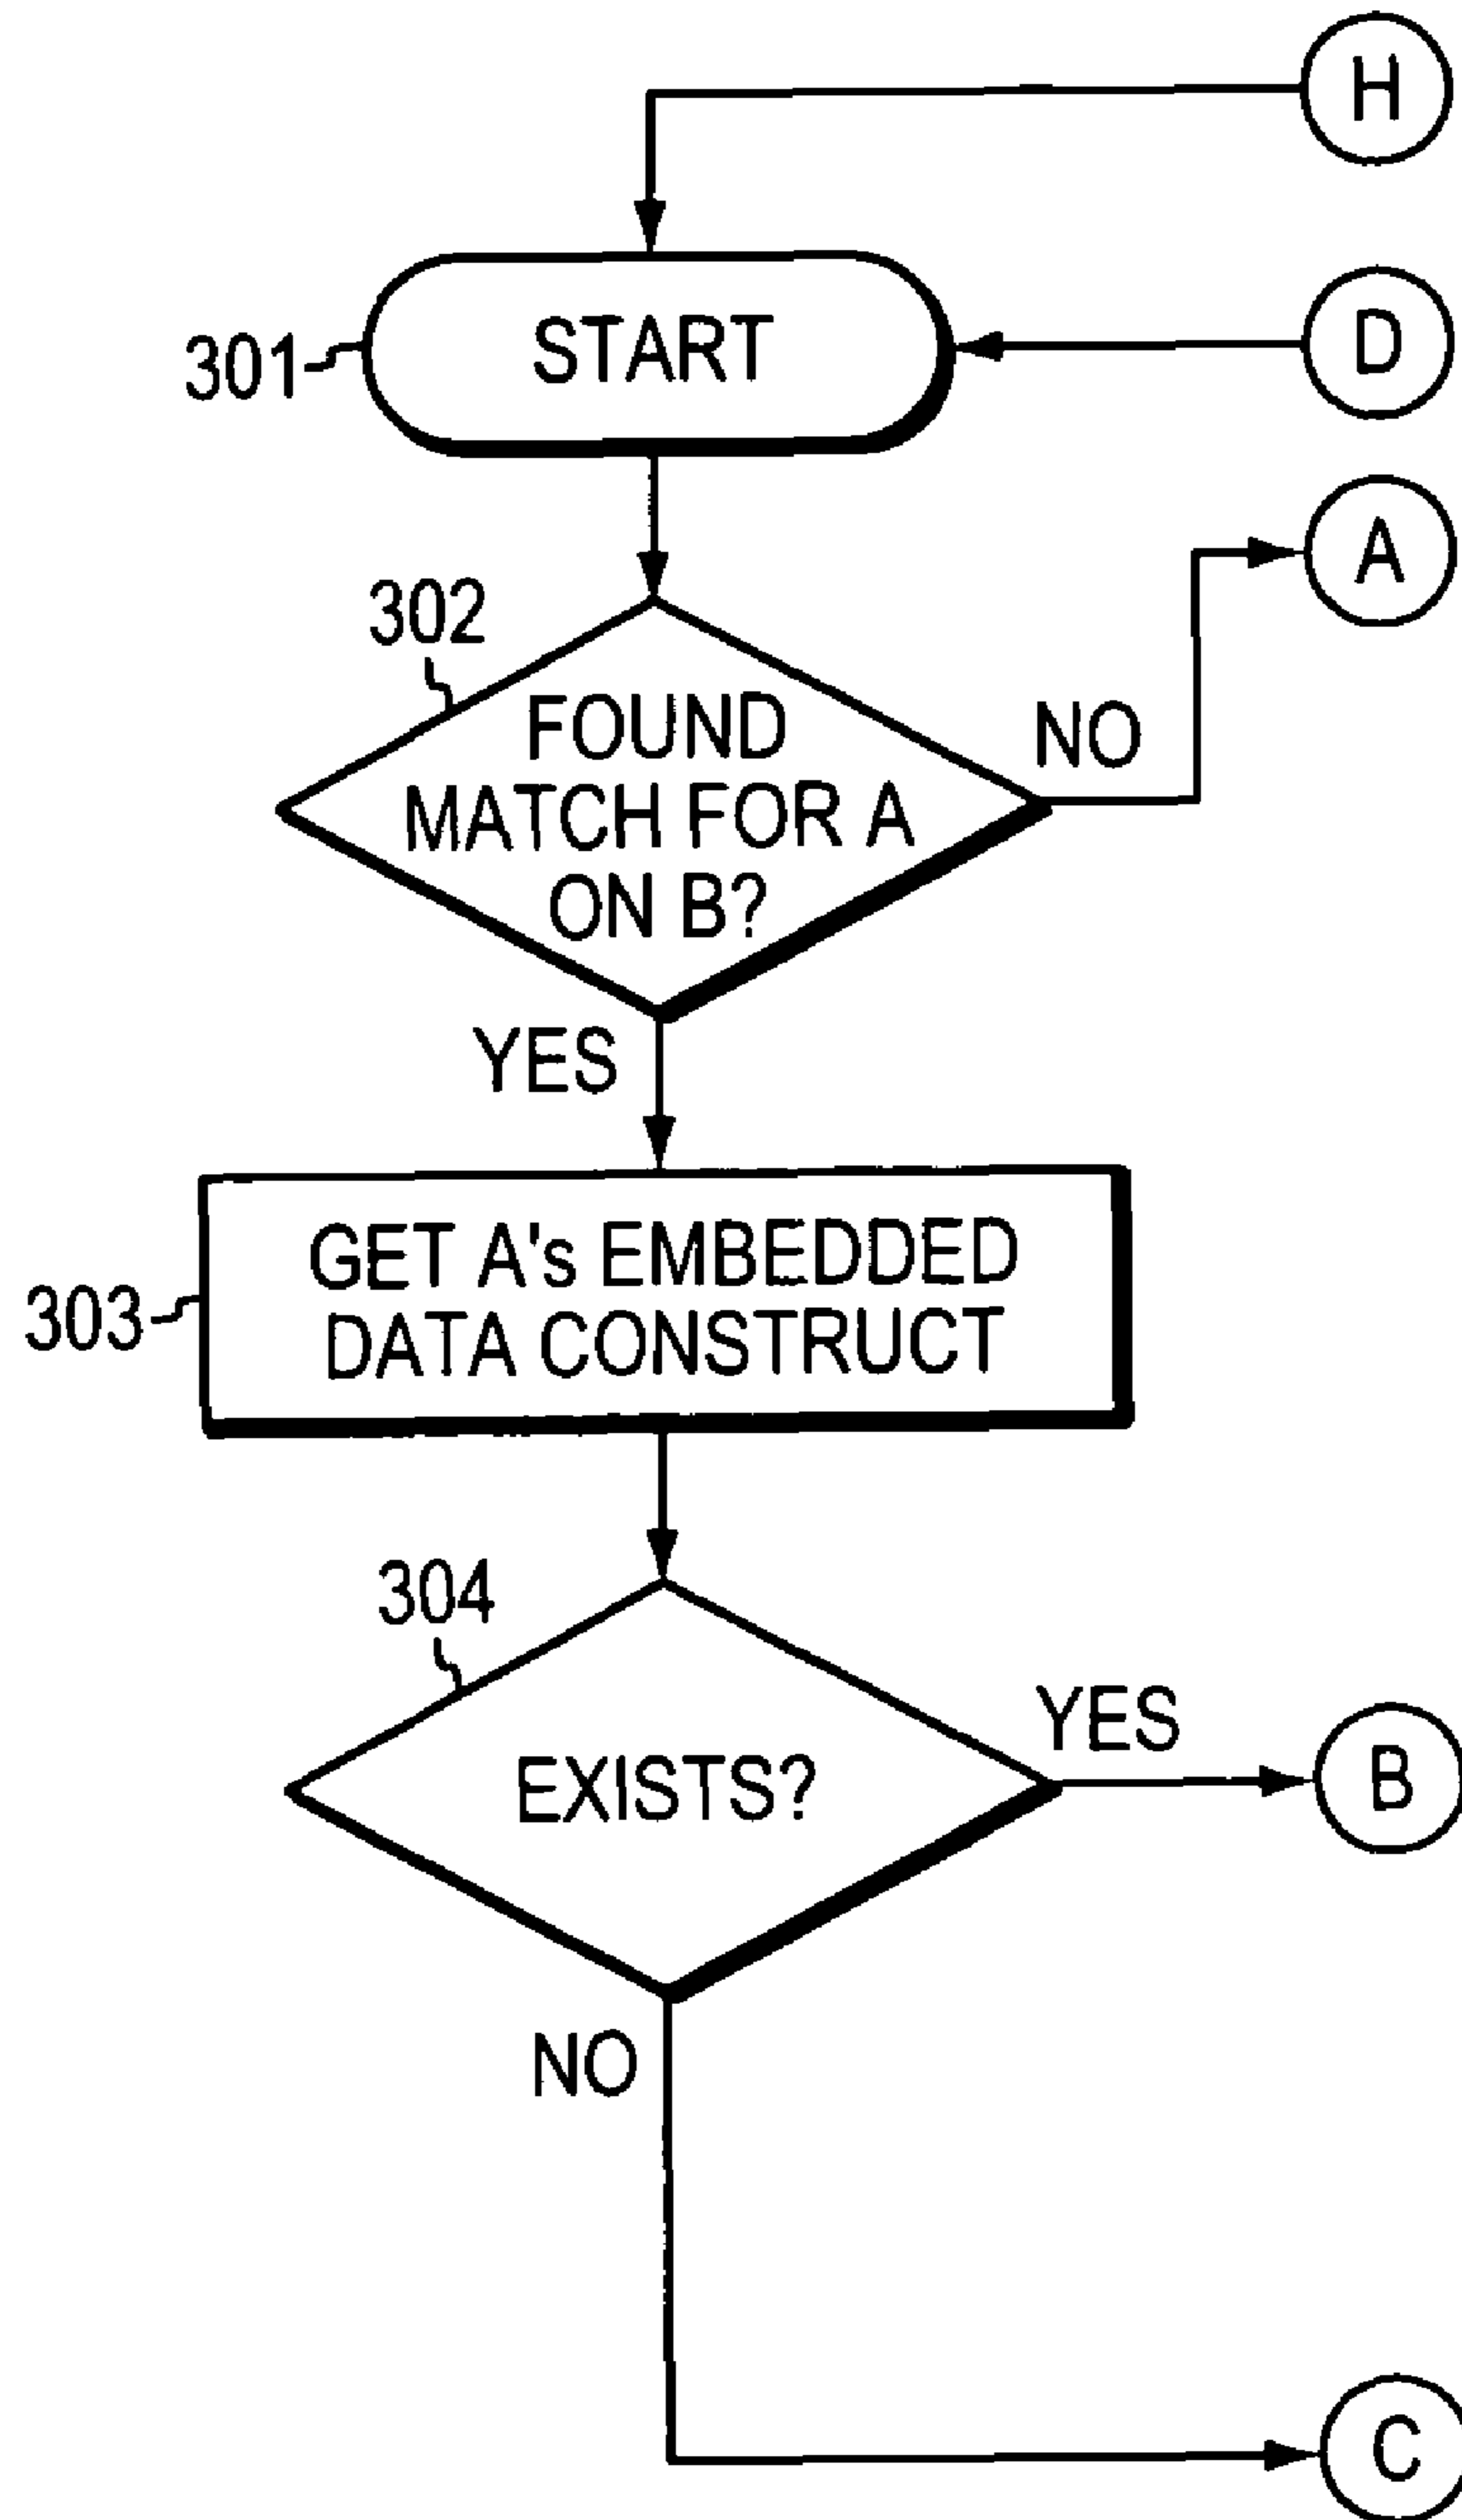 H
START
D
301
A
302
FOUND
MATCH FOR A
ON B?
NO
YES
GET A's EMBEDDED
DATA CONSTRUCT
303
304
EXISTS?
YES
B
NO
C